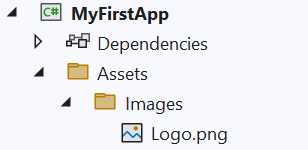 C# MyFirstApp
Dependencies
Assets
Images
Logo.png